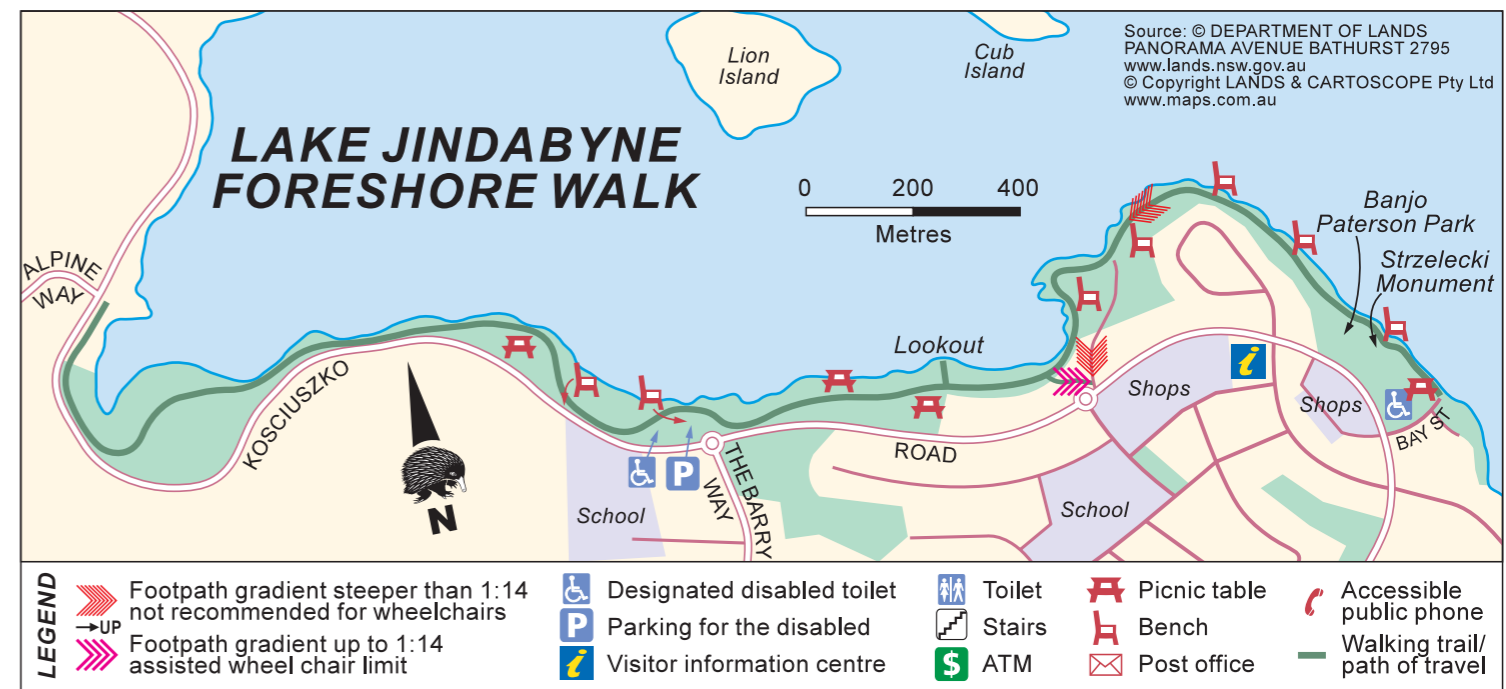 Source: © DEPARTMENT OF LANDS
PANORAMA AVENUE BATHURST 2795
www.lands.nsw.gov.au
© Copyright LANDS & CARTOSCOPE Pty Ltd
www.maps.com.au
Lion
Island
Cub
Island
LAKE JINDABYNE
FORESHORE WALK
0 200 400
Metres
Banjo
Paterson Park
Strzelecki
Monument
ALPINE
WAY
Lookout
KOSCIUSZKO
i
Shops
Shops
BAY ST
ROAD
P
THE BARRY
WAY
School
School
N
LEGEND
Footpath gradient steeper than 1:14
not recommended for wheelchairs
→UP
Footpath gradient up to 1:14
assisted wheel chair limit
Designated disabled toilet
P Parking for the disabled
i Visitor information centre
Toilet
Stairs
$ ATM
Picnic table
Bench
Post office
Accessible
public phone
Walking trail/
path of travel